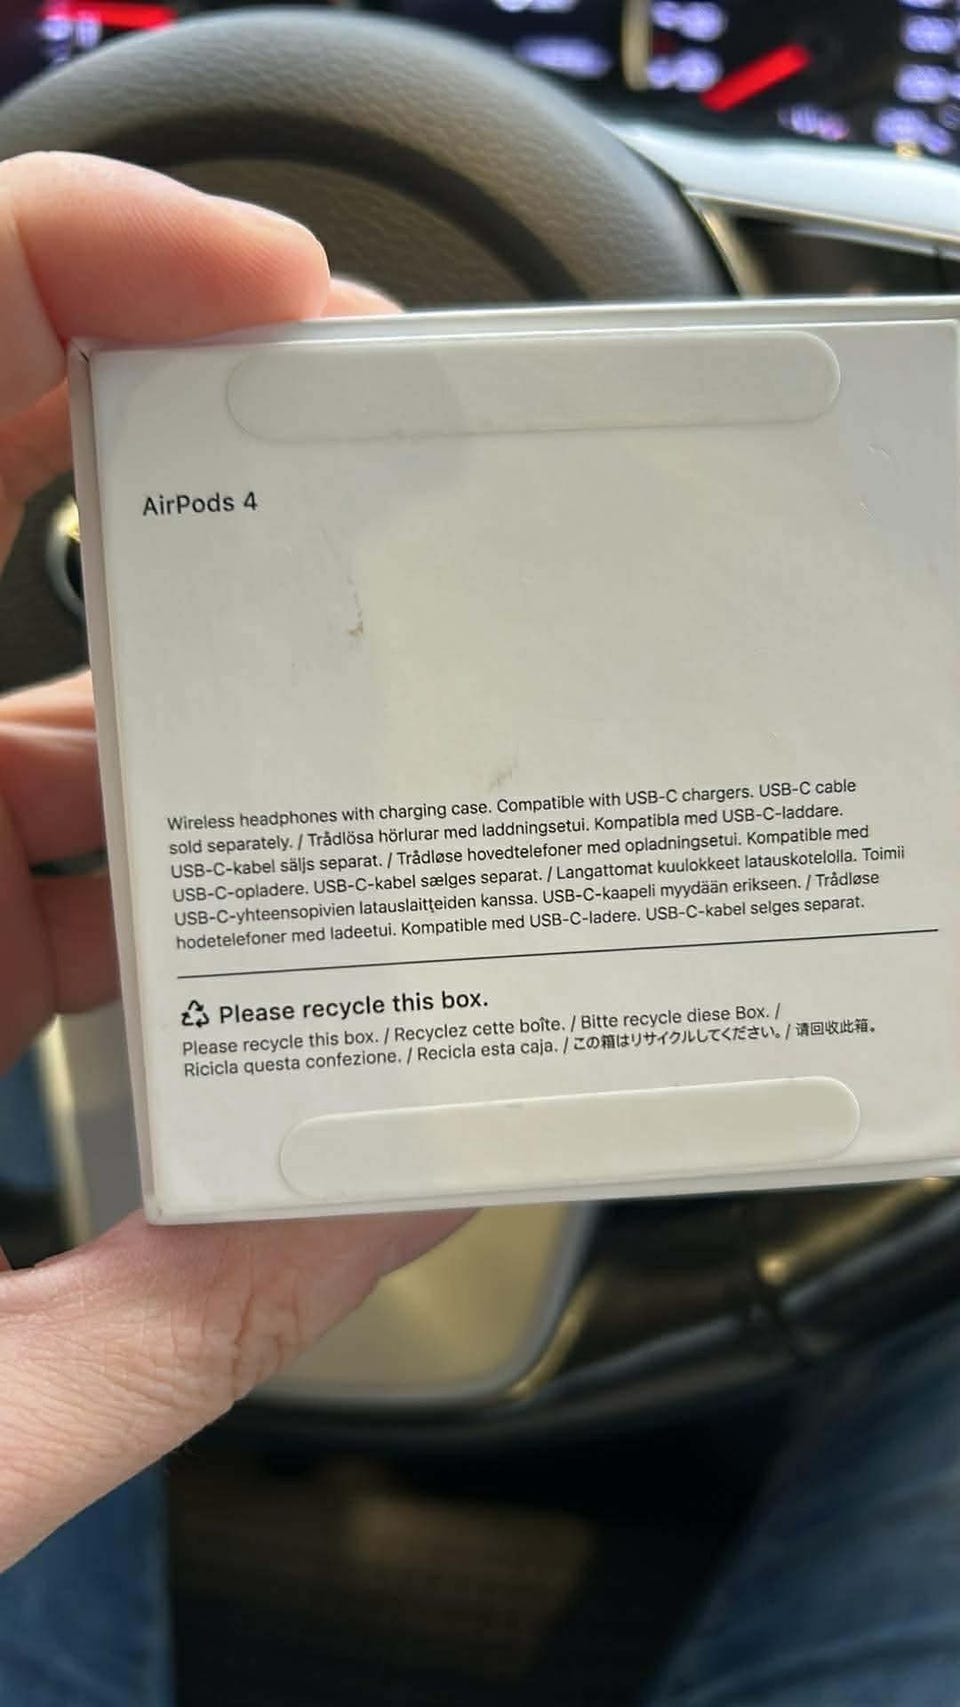 AirPods 4
Wireless headphones with charging case. Compatible with USB-C chargers. USB-C cable
sold separately. / Trådlösa hörlurar med laddningsetui. Kompatibla med USB-C-laddare.
USB-C-kabel säljs separat. / Trådløse hovedtelefoner med opladningsetui. Kompatible med
USB-C-opladere. USB-C-kabel sælges separat. / Langattomat kuulokkeet latauskotelolla. Toimii
USB-C-yhteensopivien latauslaitteiden kanssa. USB-C-kaapeli myydään erikseen. / Trådløse
hodetelefoner med ladeetui. Kompatible med USB-C-ladere. USB-C-kabel selges separat.
Please recycle this box.
Please recycle this box. / Recyclez cette boîte. / Bitte recycle diese Box. /
Ricicla questa confezione. / Recicla esta caja. / この箱はリサイクルしてください。/ 请回收此箱。